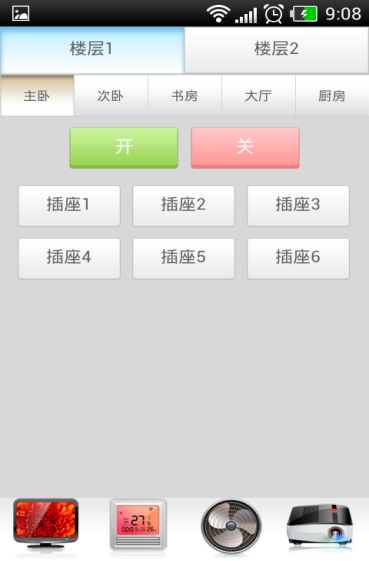 9:08
楼层1 楼层2
主卧 次卧 书房 大厅 厨房
开 关
插座1 插座2 插座3
插座4 插座5 插座6
27